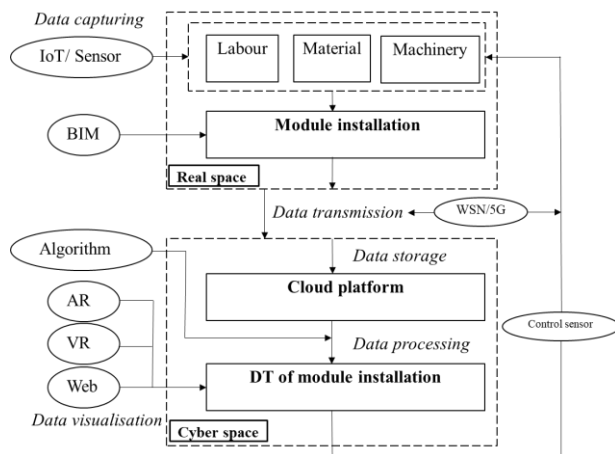 Data capturing
IoT/ Sensor
Labour
Material
Machinery
BIM
Module installation
Real space
Data transmission
WSN/5G
Algorithm
Data storage
AR
Cloud platform
VR
Control sensor
Data processing
Web
DT of module installation
Data visualisation
Cyber space